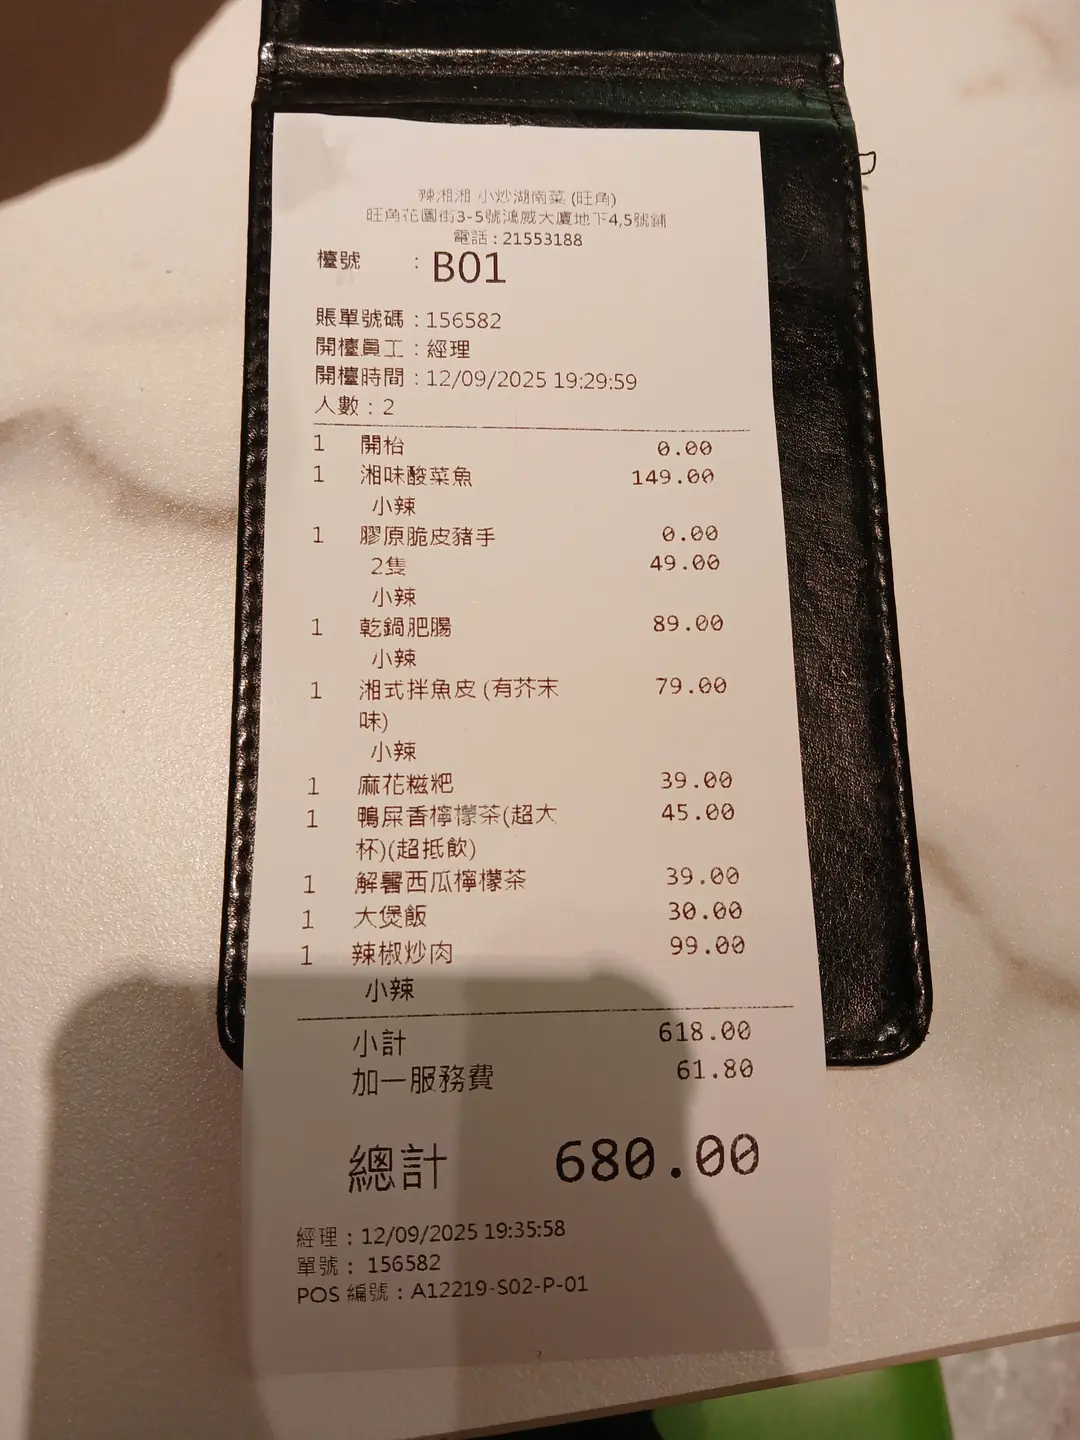 辣湘湘 小炒湖南菜 (旺角)
旺角花園街3-5號鴻威大廈地下4,5號鋪
電話 : 21553188
檯號 : B01
賬單號碼 : 156582
開檯員工 : 經理
開檯時間 : 12/09/2025 19:29:59
人數 : 2
1 開枱 0.00
1 湘味酸菜魚 149.00
小辣
1 膠原脆皮豬手 0.00
2隻 49.00
小辣
1 乾鍋肥腸 89.00
小辣
1 湘式拌魚皮 (有芥末 79.00
味)
小辣
1 麻花糍粑 39.00
1 鴨屎香檸檬茶(超大 45.00
杯)(超抵飲)
1 解暑西瓜檸檬茶 39.00
1 大煲飯 30.00
1 辣椒炒肉 99.00
小辣
小計 618.00
加一服務費 61.80
總計 680.00
經理 : 12/09/2025 19:35:58
單號 : 156582
POS 編號 : A12219-S02-P-01